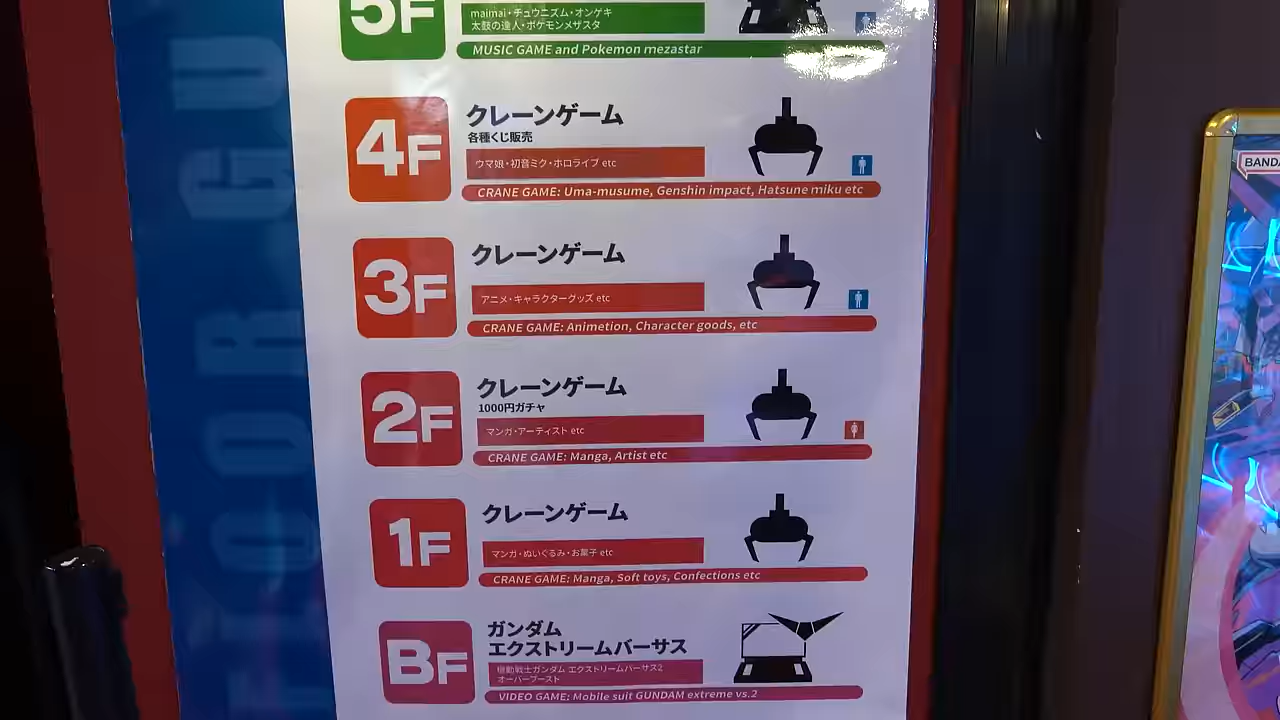 5F
maimai・チュウニズム・オンゲキ
太鼓の達人・ポケモンメザスタ
MUSIC GAME and Pokemon mezastar
4F
クレーンゲーム
各種くじ販売
ウマ娘・初音ミク・ホロライブ etc
CRANE GAME: Uma-musume, Genshin impact, Hatsune miku etc
3F
クレーンゲーム
アニメ・キャラクターグッズ etc
CRANE GAME: Animetion, Character goods, etc
2F
クレーンゲーム
1000円ガチャ
マンガ・アーティスト etc
CRANE GAME: Manga, Artist etc
1F
クレーンゲーム
マンガ・ぬいぐるみ・お菓子 etc
CRANE GAME: Manga, Soft toys, Confections etc
BF
ガンダム
エクストリームバーサス
機動戦士ガンダム エクストリームバーサス2
オーバーブースト
VIDEO GAME: Mobile suit GUNDAM extreme vs.2